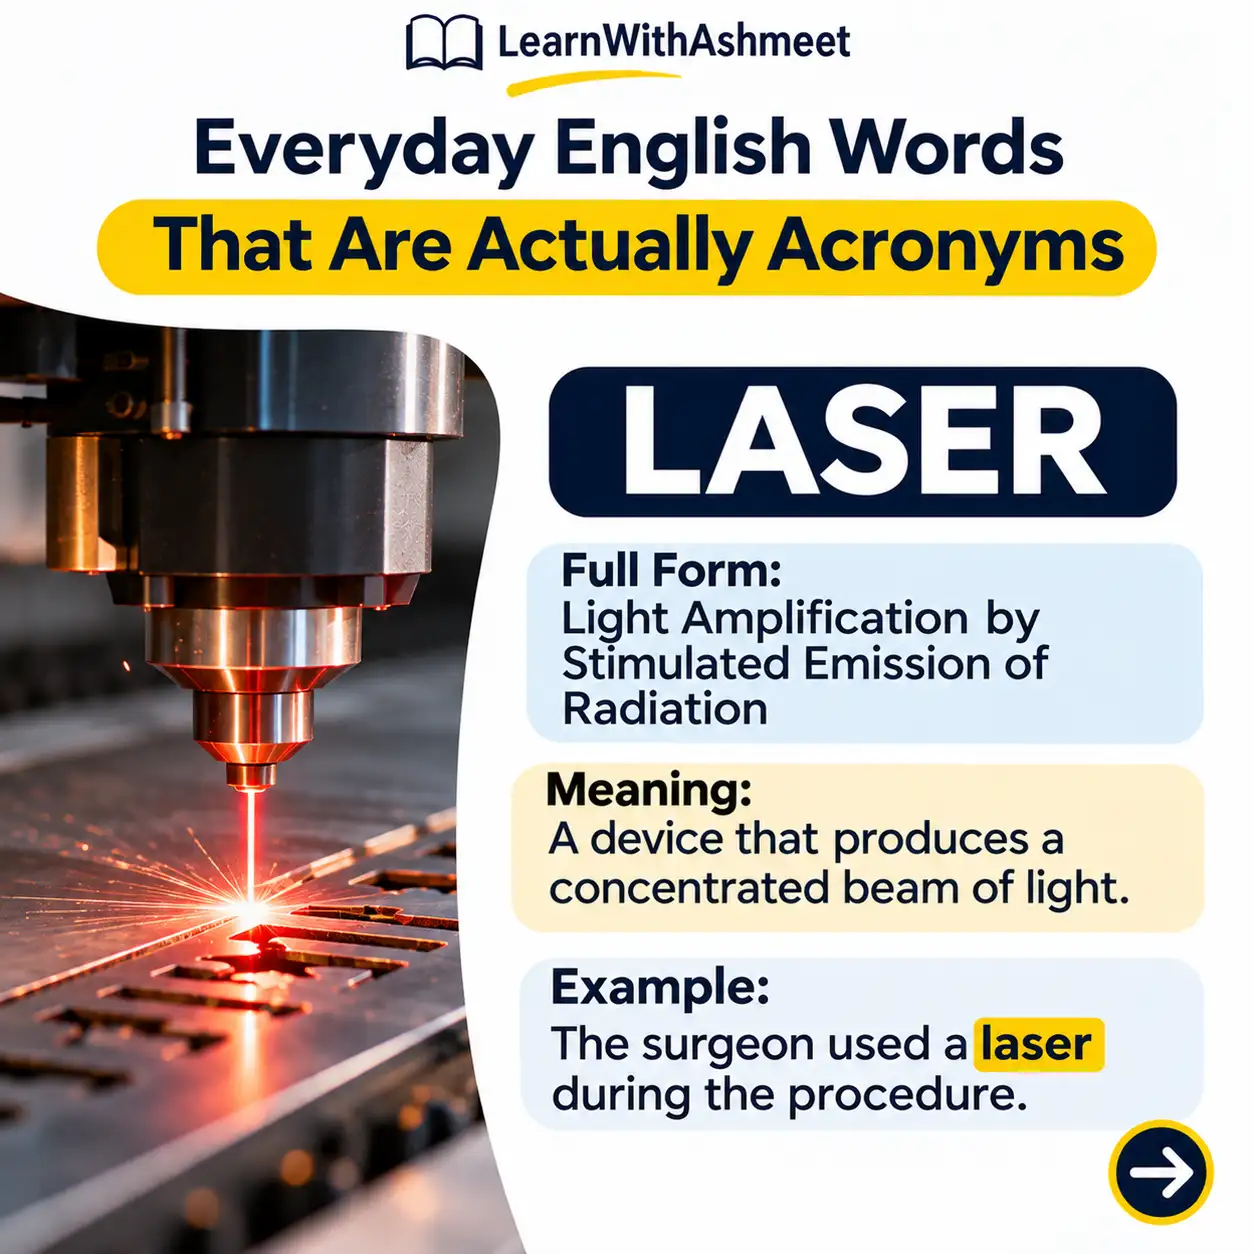 LearnWithAshmeet
Everyday English Words
That Are Actually Acronyms
LASER
Full Form:
Light Amplification by
Stimulated Emission of
Radiation
Meaning:
A device that produces a
concentrated beam of light.
Example:
The surgeon used a laser
during the procedure.